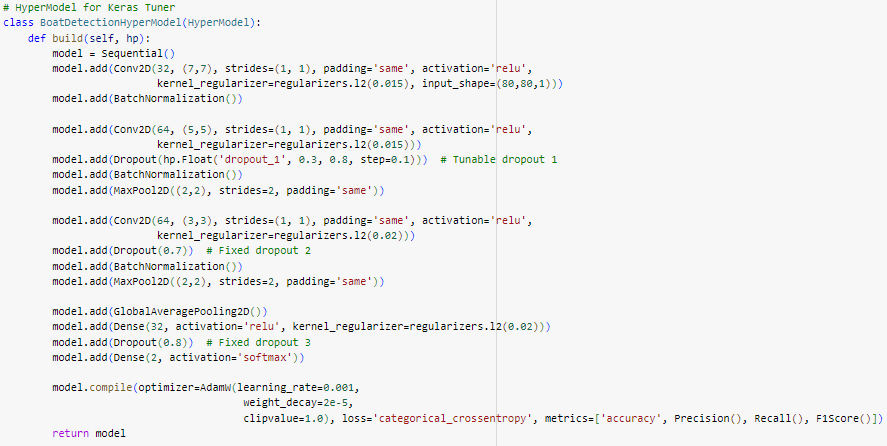 # HyperModel for Keras Tuner
class BoatDetectionHyperModel(HyperModel):
    def build(self, hp):
        model = Sequential()
        model.add(Conv2D(32, (7,7), strides=(1, 1), padding='same', activation='relu',
                         kernel_regularizer=regularizers.l2(0.015), input_shape=(80,80,1)))
        model.add(BatchNormalization())

        model.add(Conv2D(64, (5,5), strides=(1, 1), padding='same', activation='relu',
                         kernel_regularizer=regularizers.l2(0.015)))
        model.add(Dropout(hp.Float('dropout_1', 0.3, 0.8, step=0.1)))  # Tunable dropout 1
        model.add(BatchNormalization())
        model.add(MaxPool2D((2,2), strides=2, padding='same'))

        model.add(Conv2D(64, (3,3), strides=(1, 1), padding='same', activation='relu',
                         kernel_regularizer=regularizers.l2(0.02)))
        model.add(Dropout(0.7))  # Fixed dropout 2
        model.add(BatchNormalization())
        model.add(MaxPool2D((2,2), strides=2, padding='same'))

        model.add(GlobalAveragePooling2D())
        model.add(Dense(32, activation='relu', kernel_regularizer=regularizers.l2(0.02)))
        model.add(Dropout(0.8))  # Fixed dropout 3
        model.add(Dense(2, activation='softmax'))

        model.compile(optimizer=AdamW(learning_rate=0.001,
                                      weight_decay=2e-5,
                                      clipvalue=1.0), loss='categorical_crossentropy', metrics=['accuracy', Precision(), Recall(), F1Score()])
        return model